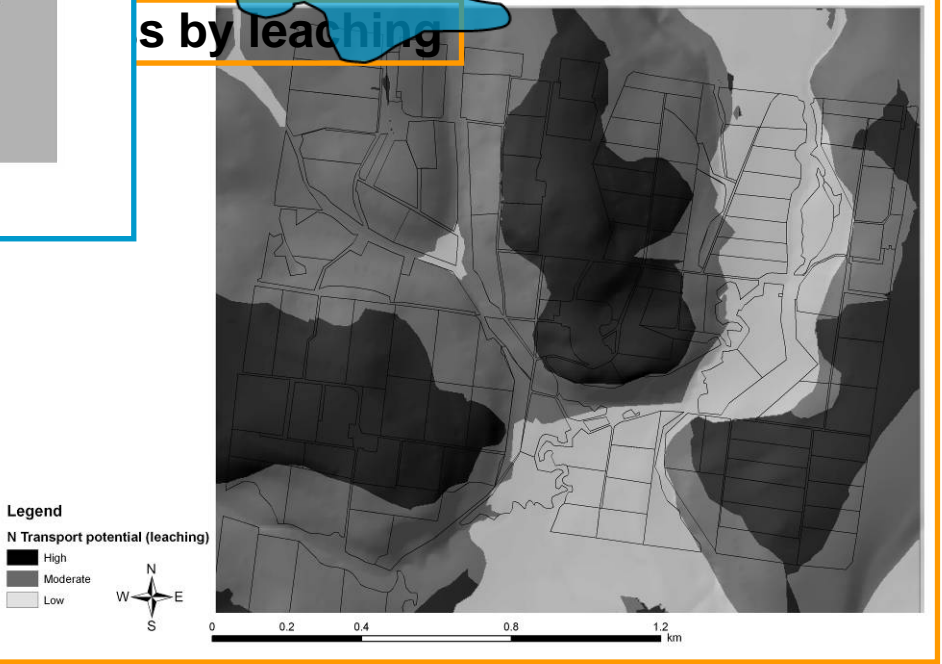 s by leaching
Legend
N Transport potential (leaching)
High
Moderate
Low
N
W E
S
0 0.2 0.4 0.8 1.2
km